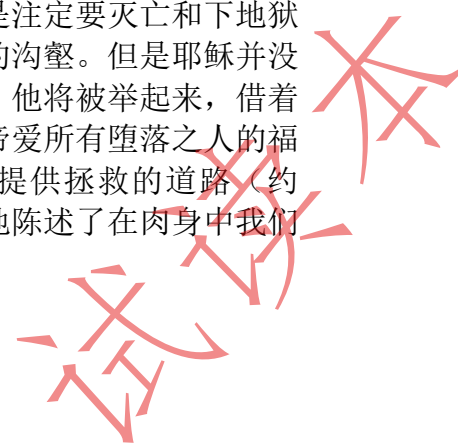 是注定要灭亡和下地狱
的沟壑。但是耶稣并没
他将被举起来，借着
帝爱所有堕落之人的福
提供拯救的道路（约
地陈述了在肉身中我们
试读本